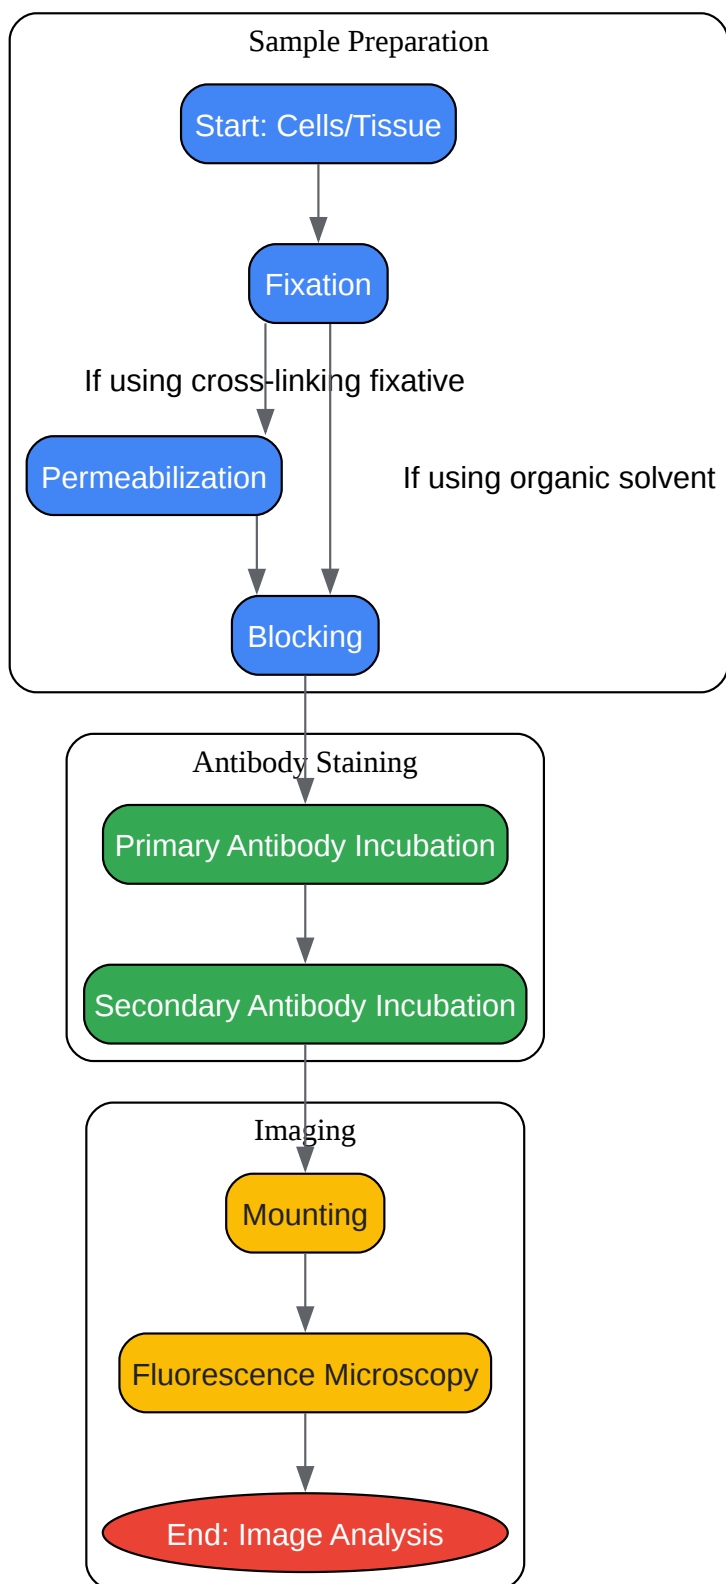 Sample Preparation
Start: Cells/Tissue
Fixation
If using cross-linking fixative
Permeabilization
If using organic solvent
Blocking
Antibody Staining
Primary Antibody Incubation
Secondary Antibody Incubation
Imaging
Mounting
Fluorescence Microscopy
End: Image Analysis